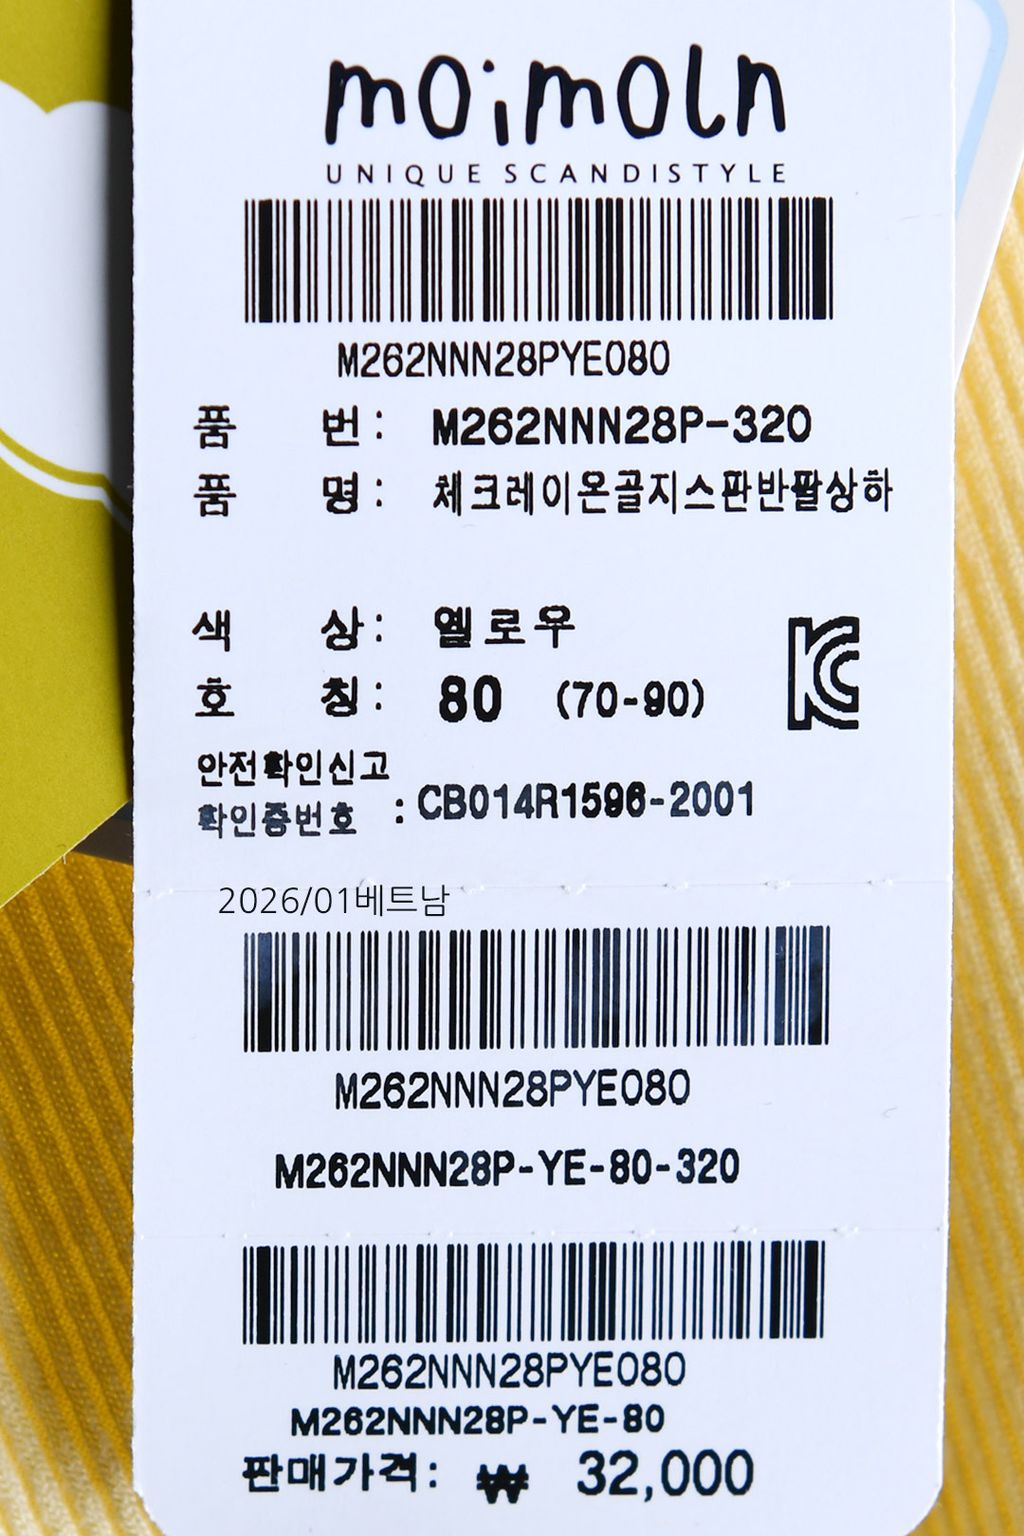 moimoln
UNIQUE SCANDISTYLE
M262NNN28PYE080
품 번 : M262NNN28P-320
품 명 : 체크레이온골지스판반팔상하
색 상 : 옐로우
호 칭 : 80 (70-90)
안전확인신고
확인증번호 : CB014R1596-2001
2026/01베트남
M262NNN28PYE080
M262NNN28P-YE-80-320
M262NNN28PYE080
M262NNN28P-YE-80
판매가격 : ₩ 32,000